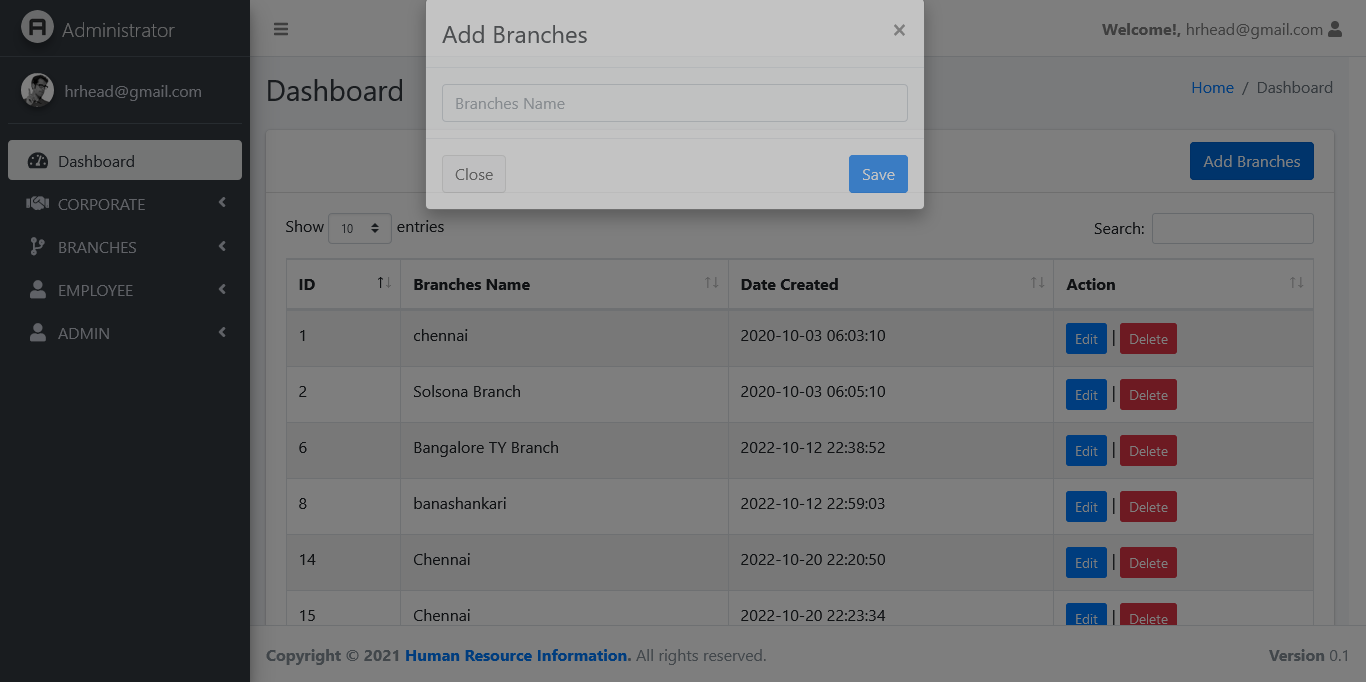 Administrator
hrhead@gmail.com
Dashboard
CORPORATE
BRANCHES
EMPLOYEE
ADMIN
Welcome!, hrhead@gmail.com
Add Branches
×
Branches Name
Close
Save
Dashboard
Home / Dashboard
Add Branches
Show 10 entries
Search:
ID Branches Name Date Created Action
1 chennai 2020-10-03 06:03:10 Edit | Delete
2 Solsona Branch 2020-10-03 06:05:10 Edit | Delete
6 Bangalore TY Branch 2022-10-12 22:38:52 Edit | Delete
8 banashankari 2022-10-12 22:59:03 Edit | Delete
14 Chennai 2022-10-20 22:20:50 Edit | Delete
15 Chennai 2022-10-20 22:23:34 Edit | Delete
Copyright © 2021 Human Resource Information. All rights reserved.
Version 0.1